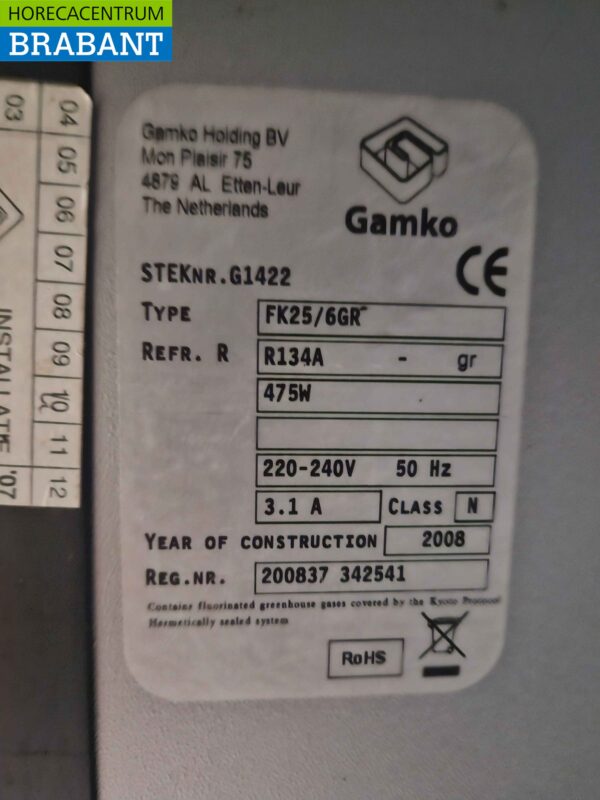 HORECACENTRUM
BRABANT
03
04
05
06
07
08
09
10
11
12
INSTALLATIE
'07
Gamko Holding BV
Mon Plaisir 75
4879 AL Etten-Leur
The Netherlands
Gamko
CE
STEKNR.G1422
TYPE FK25/6GR
REFR. R R134A - gr
475W
220-240V 50 Hz
3.1 A CLASS N
YEAR OF CONSTRUCTION 2008
REG.NR. 200837 342541
Contains fluorinated greenhouse gases covered by the Kyoto Protocol
Hermetically sealed system
RoHS